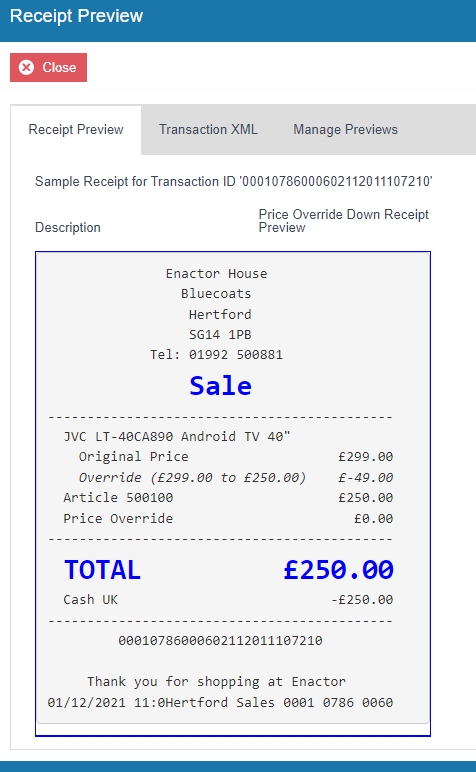 Receipt Preview
Close
Receipt Preview Transaction XML Manage Previews
Sample Receipt for Transaction ID '00010786000602112011107210'
Description Price Override Down Receipt
Preview
Enactor House
Bluecoats
Hertford
SG14 1PB
Tel: 01992 500881
Sale
--------------------------------------------
JVC LT-40CA890 Android TV 40"
Original Price £299.00
Override (£299.00 to £250.00) £-49.00
Article 500100 £250.00
Price Override £0.00
--------------------------------------------
TOTAL £250.00
Cash UK -£250.00
--------------------------------------------
00010786000602112011107210
Thank you for shopping at Enactor
01/12/2021 11:0Hertford Sales 0001 0786 0060